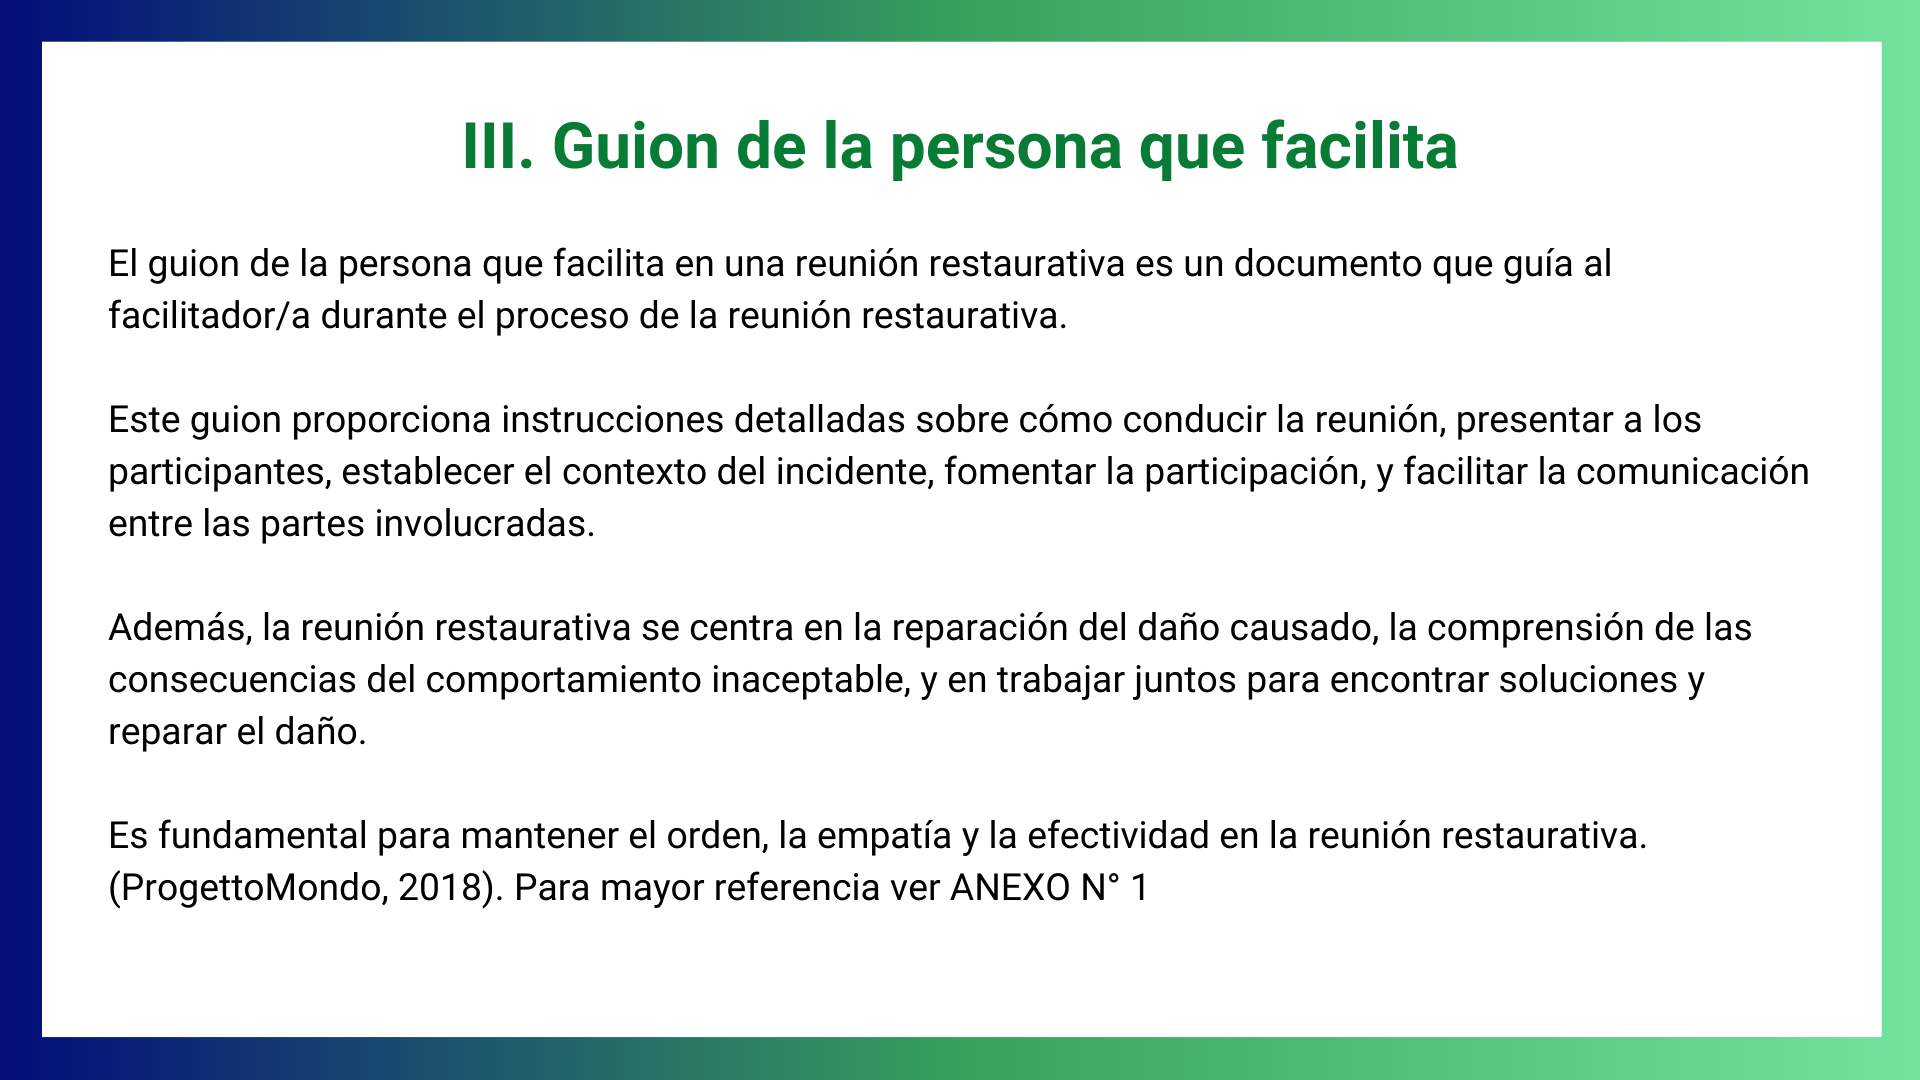 III. Guion de la persona que facilita
El guion de la persona que facilita en una reunión restaurativa es un documento que guía al
facilitador/a durante el proceso de la reunión restaurativa.
Este guion proporciona instrucciones detalladas sobre cómo conducir la reunión, presentar a los
participantes, establecer el contexto del incidente, fomentar la participación, y facilitar la comunicación
entre las partes involucradas.
Además, la reunión restaurativa se centra en la reparación del daño causado, la comprensión de las
consecuencias del comportamiento inaceptable, y en trabajar juntos para encontrar soluciones y
reparar el daño.
Es fundamental para mantener el orden, la empatía y la efectividad en la reunión restaurativa.
(ProgettoMondo, 2018). Para mayor referencia ver ANEXO N° 1